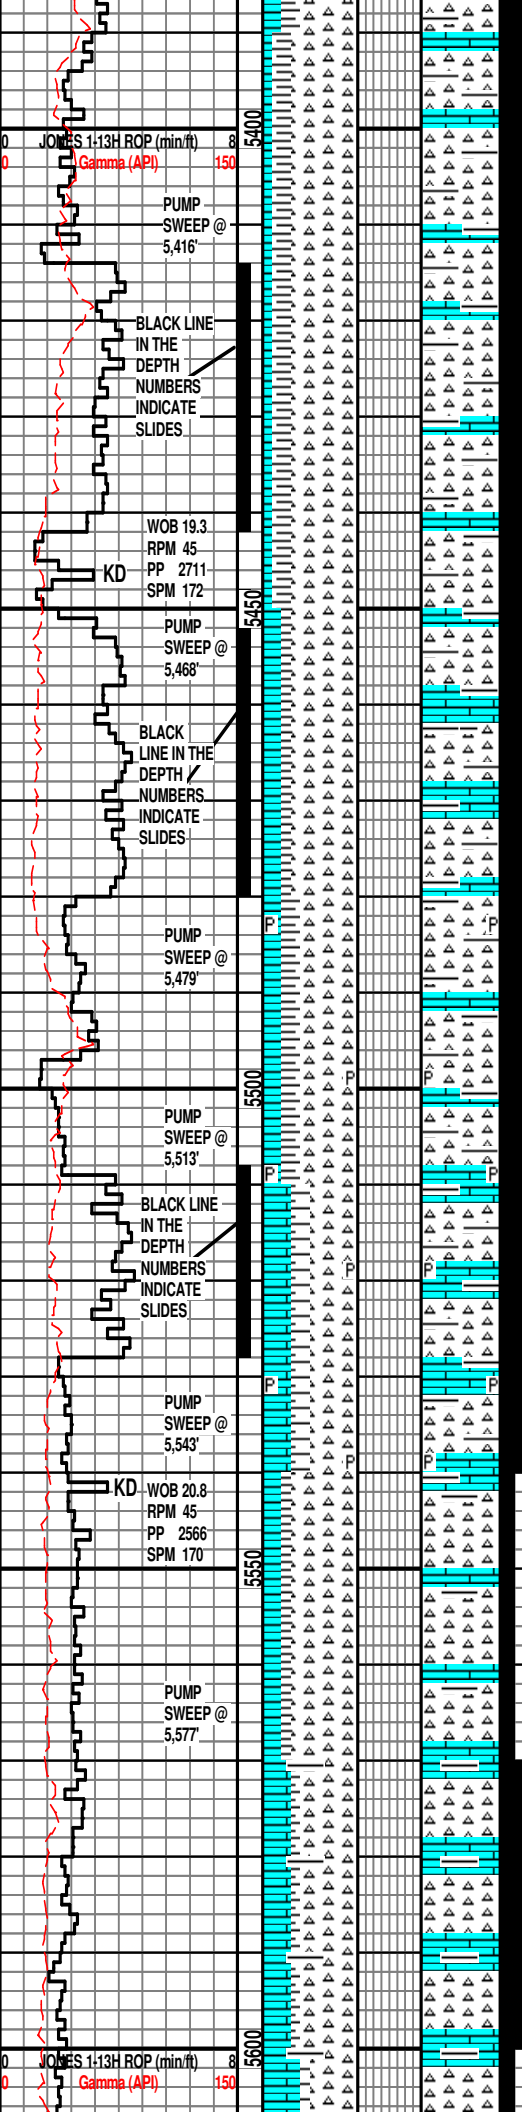 5400
0 JONES 1-13H ROP (min/ft) 8
0 Gamma (API) 150
PUMP
SWEEP @
5,416'
BLACK LINE
IN THE
DEPTH
NUMBERS
INDICATE
SLIDES
WOB 19.3
RPM 45
KD PP 2711
SPM 172
5450
PUMP
SWEEP @
5,468'
BLACK
LINE IN THE
DEPTH
NUMBERS
INDICATE
SLIDES
P P
PUMP
SWEEP @
5,479'
P P
5500
PUMP
SWEEP @
5,513'
P P
BLACK LINE
IN THE
DEPTH
NUMBERS
INDICATE
SLIDES
P P
P P
PUMP
SWEEP @
5,543'
P P
KD WOB 20.8
RPM 45
PP 2566
SPM 170
5550
PUMP
SWEEP @
5,577'
5600
0 JONES 1-13H ROP (min/ft) 8
0 Gamma (API) 150